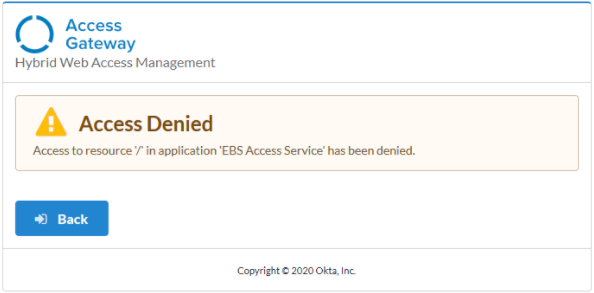 Access
Gateway
Hybrid Web Access Management
Access Denied
Access to resource '/' in application 'EBS Access Service' has been denied.
Back
Copyright © 2020 Okta, Inc.